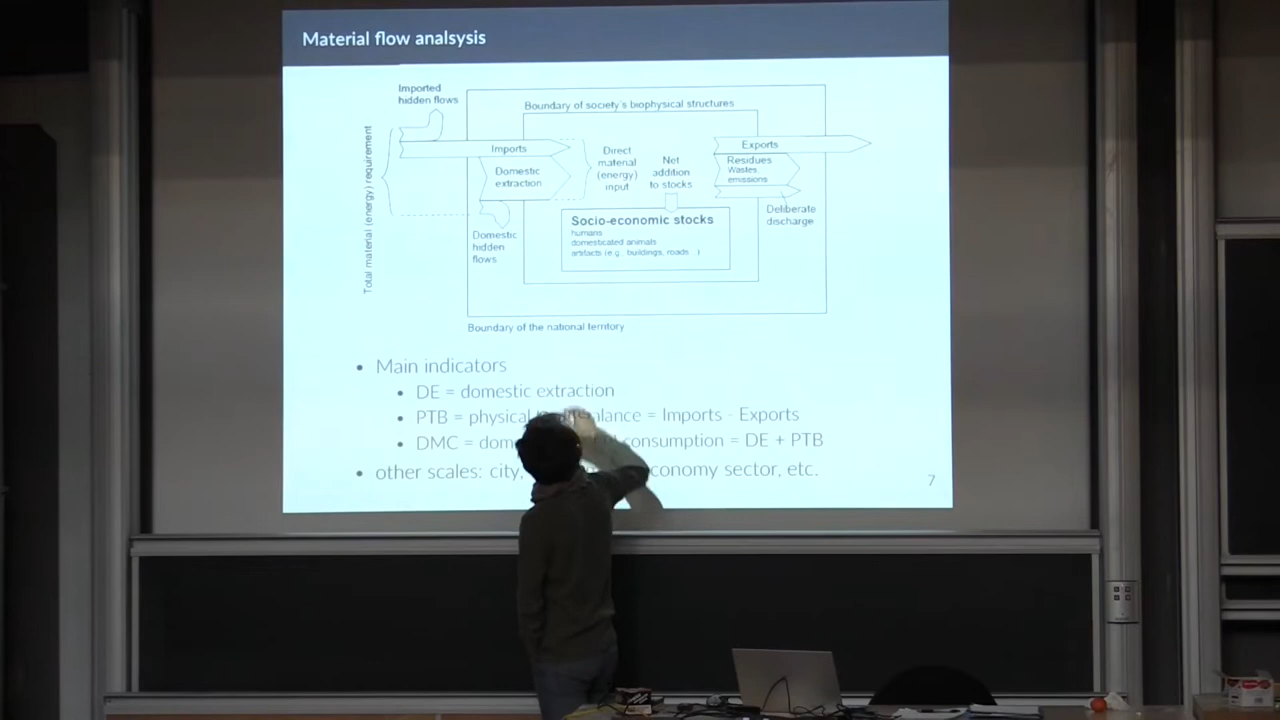 Material flow analsysis
Imported
hidden flows
Boundary of society's biophysical structures
Total material (energy) requirement
Imports
Domestic
extraction
Direct
material
(energy)
input
Net
addition
to stocks
Exports
Residues
Wastes,
emissions
Deliberate
discharge
Domestic
hidden
flows
Socio-economic stocks
humans
domesticated animals
artifacts (e.g. buildings, roads )
Boundary of the national territory
• Main indicators
• DE = domestic extraction
• PTB = physical = Imports - Exports
• DMC = consumption = DE + PTB
• other scales: city, sector, etc.
7